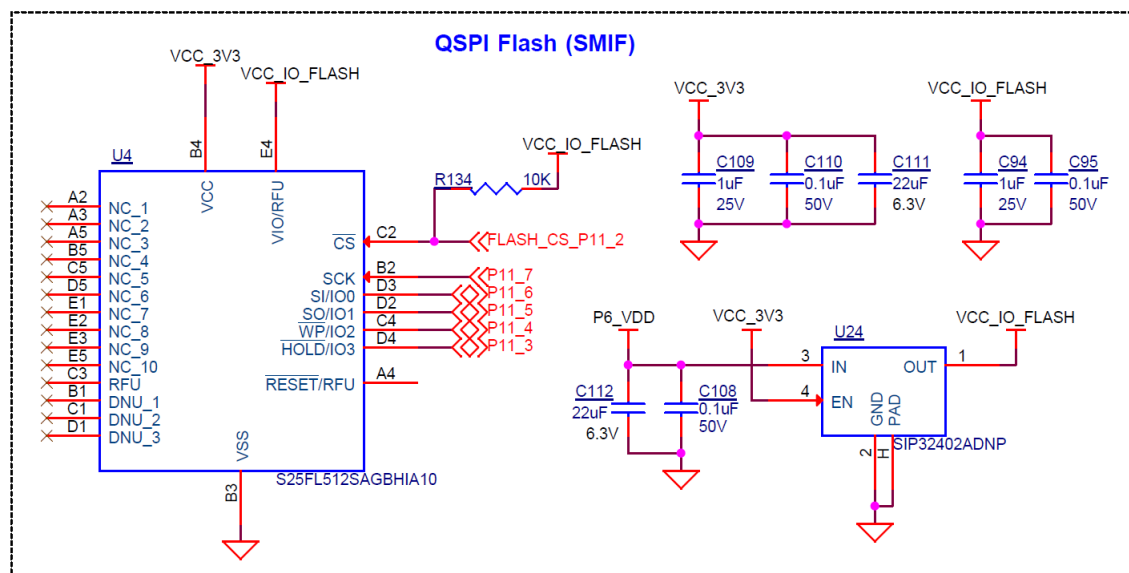 QSPI Flash (SMIF)
VCC_3V3
VCC_IO_FLASH
U4
B4
E4
VCC
VIO/RFU
A2 NC_1
A3 NC_2
A5 NC_3
B5 NC_4
C5 NC_5
D5 NC_6
E1 NC_7
E2 NC_8
E3 NC_9
E5 NC_10
C3 RFU
B1 DNU_1
C1 DNU_2
D1 DNU_3
VSS
B3
S25FL512SAGBHIA10
VCC_IO_FLASH
R134 10K
CS C2 FLASH_CS_P11_2
SCK B2 P11_7
SI/IO0 D3 P11_6
SO/IO1 D2 P11_5
WP/IO2 C4 P11_4
HOLD/IO3 D4 P11_3
RESET/RFU A4
VCC_3V3
C109
1uF
25V
C110
0.1uF
50V
C111
22uF
6.3V
VCC_IO_FLASH
C94
1uF
25V
C95
0.1uF
50V
P6_VDD
VCC_3V3
C112
22uF
6.3V
C108
0.1uF
50V
U24
VCC_IO_FLASH
3 IN
OUT 1
4 EN
GND
PAD
2
H
SIP32402ADNP